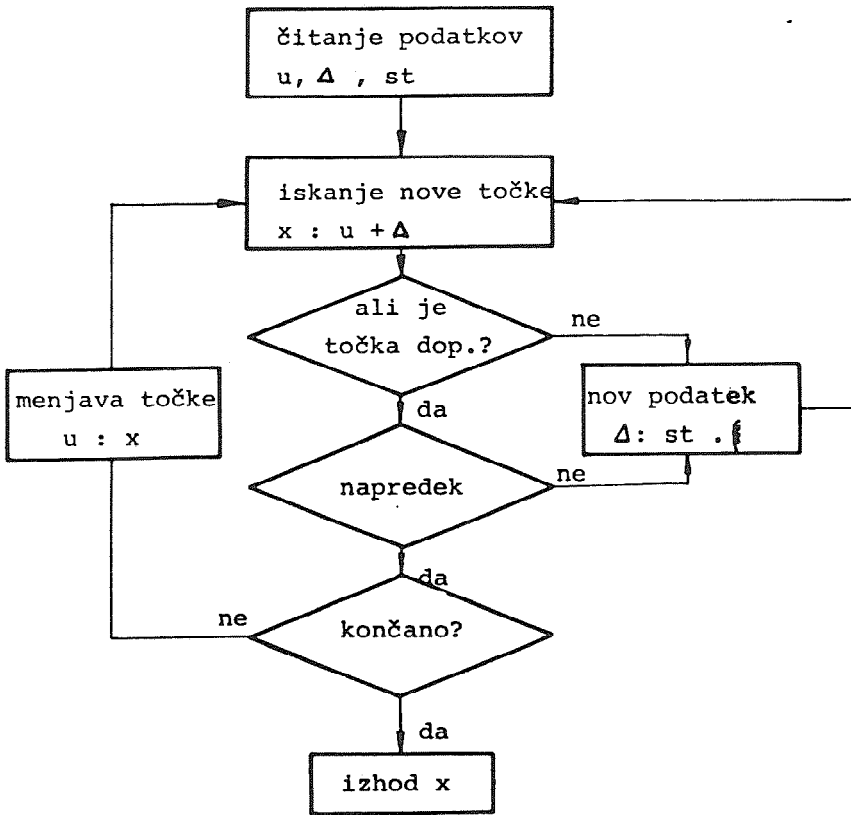 čitanje podatkov
u, Δ , st
iskanje nove točke
x : u + Δ
ali je
točka dop.?
ne
da
menjava točke
u : x
nov podatek
Δ: st .
napredek
ne
da
ne
končano?
da
izhod x